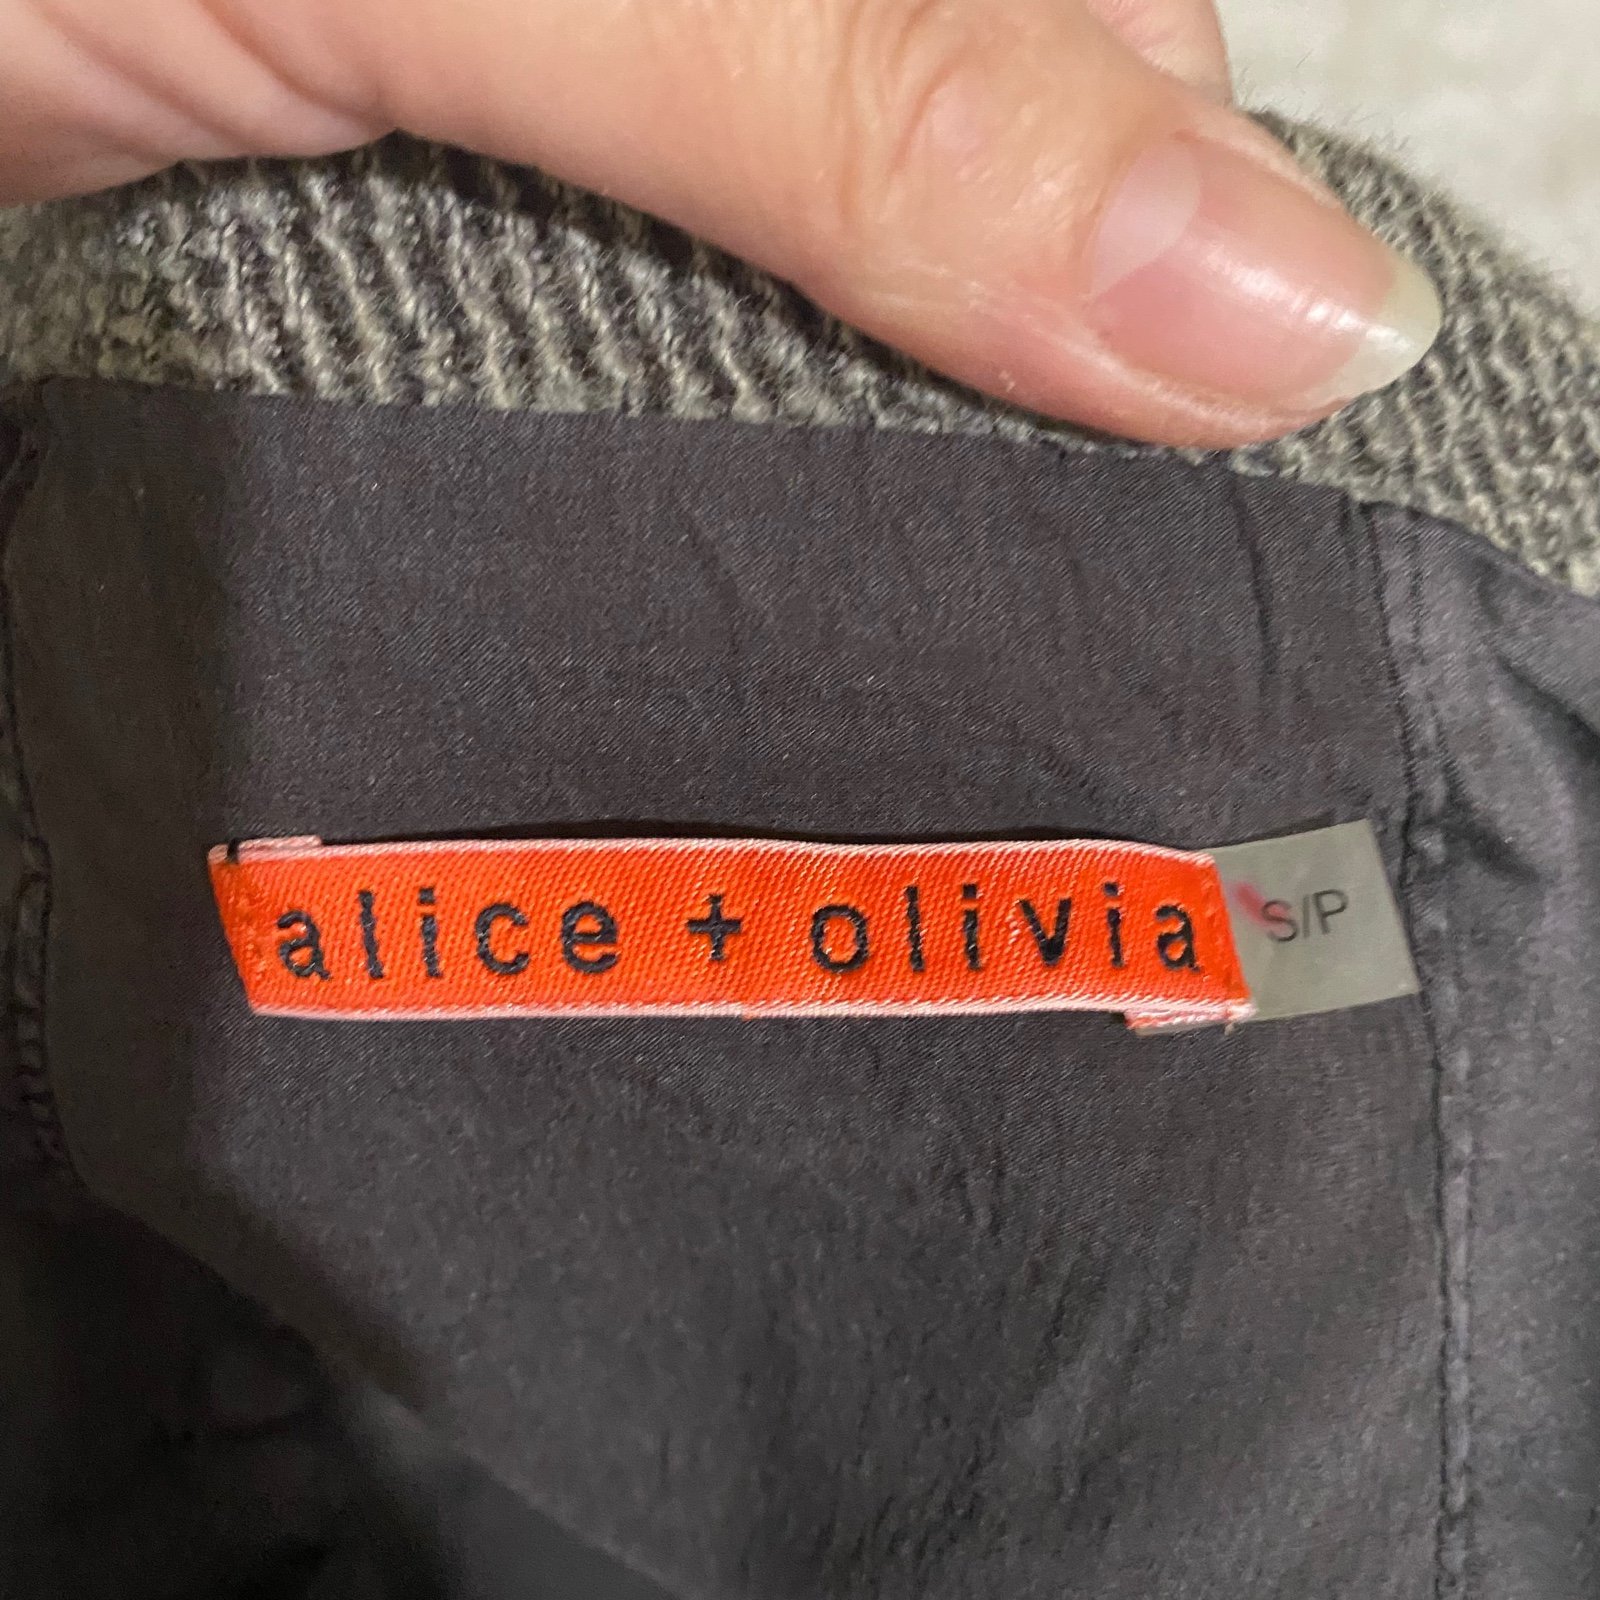 alice + olivia
S/P